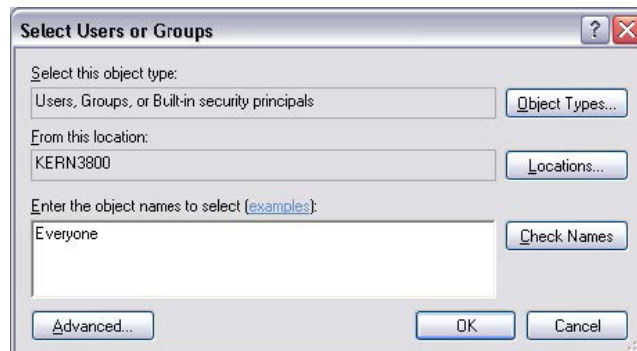 Select Users or Groups
Select this object type:
Users, Groups, or Built-in security principals
Object Types...
From this location:
KERN3800
Locations...
Enter the object names to select (examples):
Everyone
Check Names
Advanced...
OK
Cancel